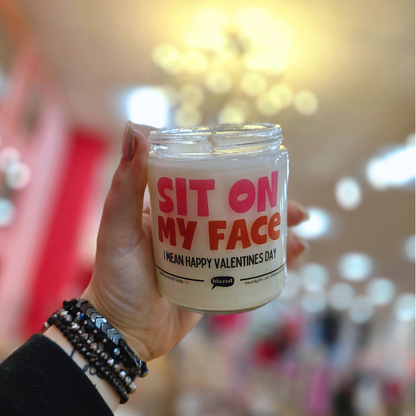 SIT ON
MY FACE
I MEAN HAPPY VALENTINES DAY
blazed